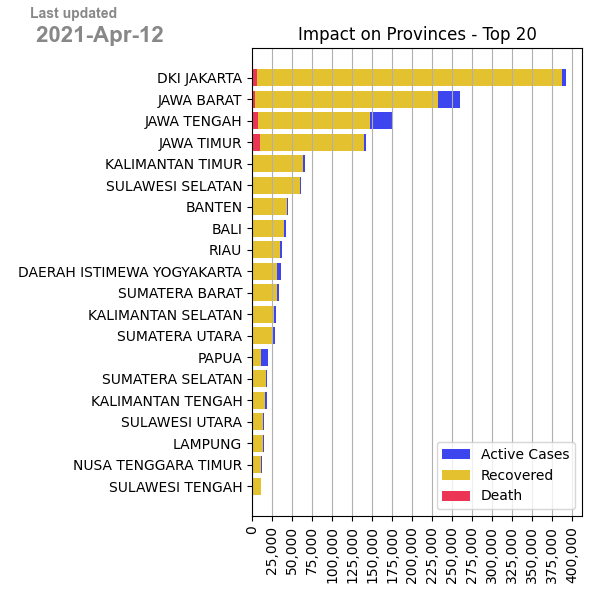 Last updated
2021-Apr-12
Impact on Provinces - Top 20
DKI JAKARTA
JAWA BARAT
JAWA TENGAH
JAWA TIMUR
KALIMANTAN TIMUR
SULAWESI SELATAN
BANTEN
BALI
RIAU
DAERAH ISTIMEWA YOGYAKARTA
SUMATERA BARAT
KALIMANTAN SELATAN
SUMATERA UTARA
PAPUA
SUMATERA SELATAN
KALIMANTAN TENGAH
SULAWESI UTARA
LAMPUNG
NUSA TENGGARA TIMUR
SULAWESI TENGAH
Active Cases
Recovered
Death
0
25,000
50,000
75,000
100,000
125,000
150,000
175,000
200,000
225,000
250,000
275,000
300,000
325,000
350,000
375,000
400,000